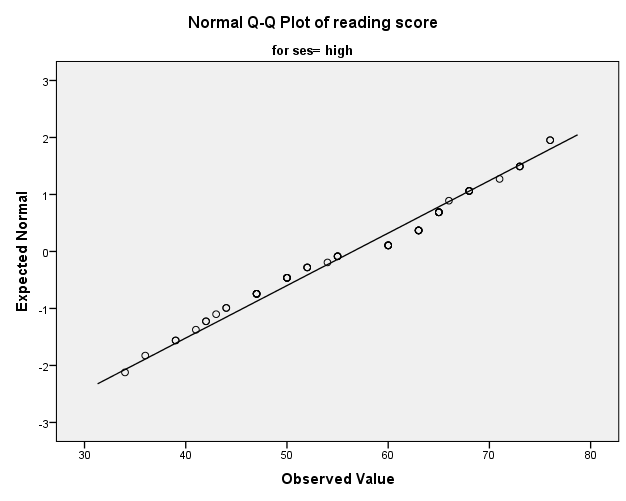 Normal Q-Q Plot of reading score
for ses= high
Expected Normal
3
2
1
0
-1
-2
-3
30 40 50 60 70 80
Observed Value